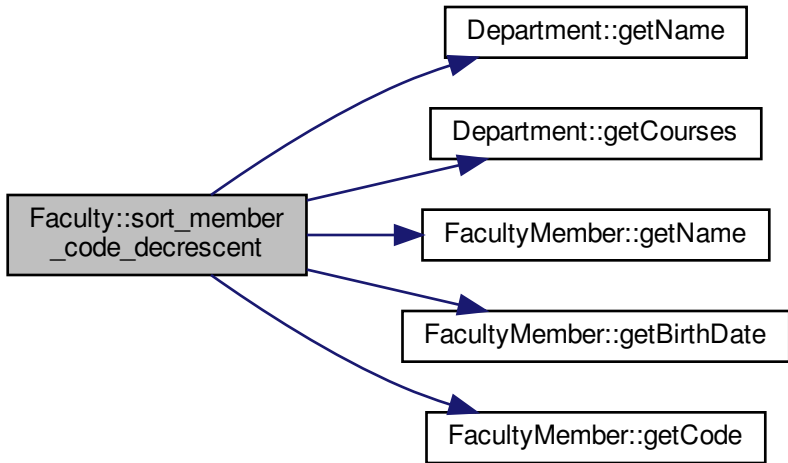 Department::getName
Department::getCourses
Faculty::sort_member
_code_decrescent
FacultyMember::getName
FacultyMember::getBirthDate
FacultyMember::getCode